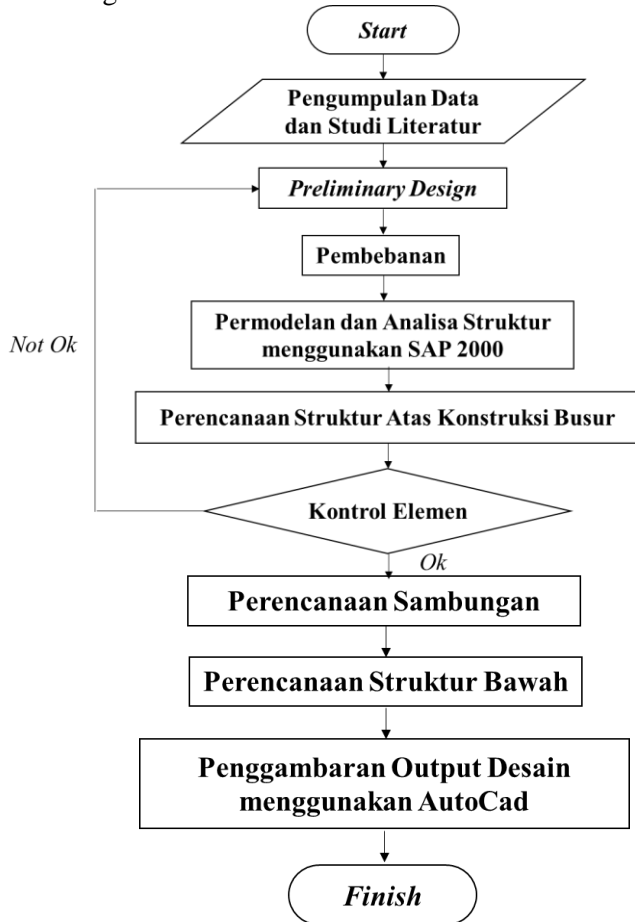 Start
Pengumpulan Data
dan Studi Literatur
Preliminary Design
Pembebanan
Permodelan dan Analisa Struktur
menggunakan SAP 2000
Not Ok
Perencanaan Struktur Atas Konstruksi Busur
Kontrol Elemen
Ok
Perencanaan Sambungan
Perencanaan Struktur Bawah
Penggambaran Output Desain
menggunakan AutoCad
Finish